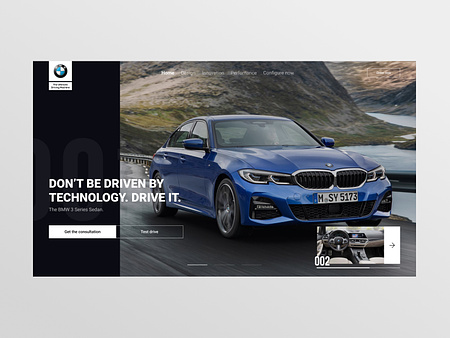 Home
Performance
Configure now
DON'T BE DRIVEN BY
TECHNOLOGY. DRIVE IT.
The BMW 3 Series Sedan.
Get the consultation
Test drive
M SY 5173
002